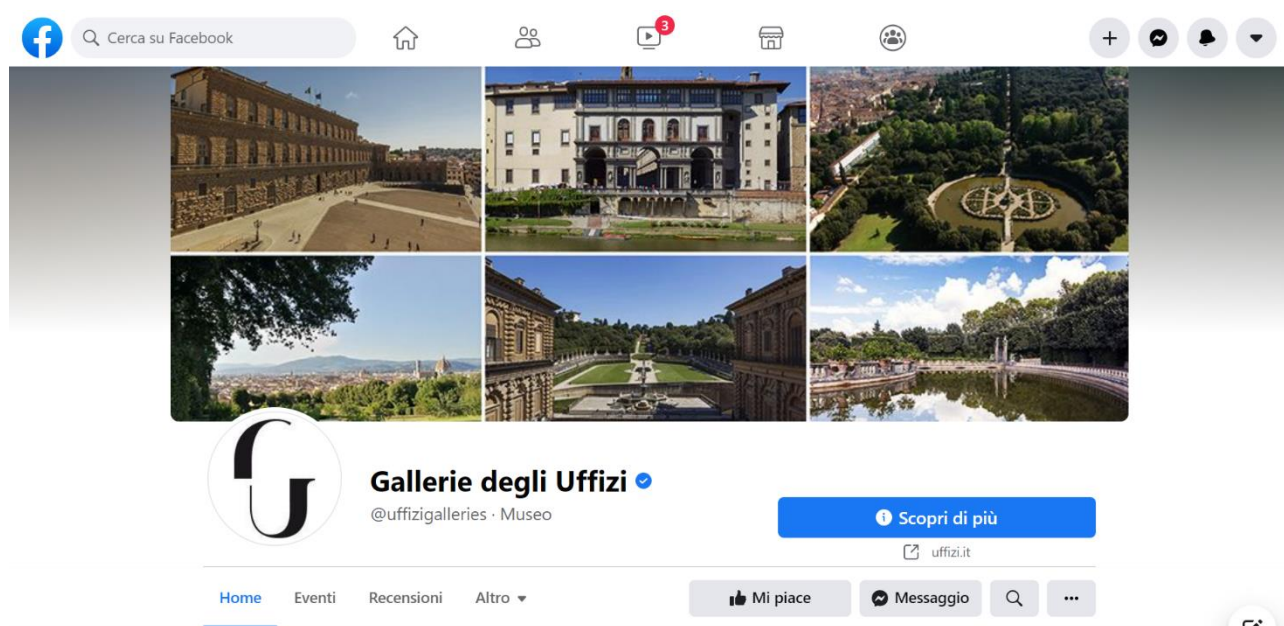 Cerca su Facebook
3
Gallerie degli Uffizi
@uffizigalleries · Museo
Scopri di più
uffizi.it
Home Eventi Recensioni Altro
Mi piace Messaggio